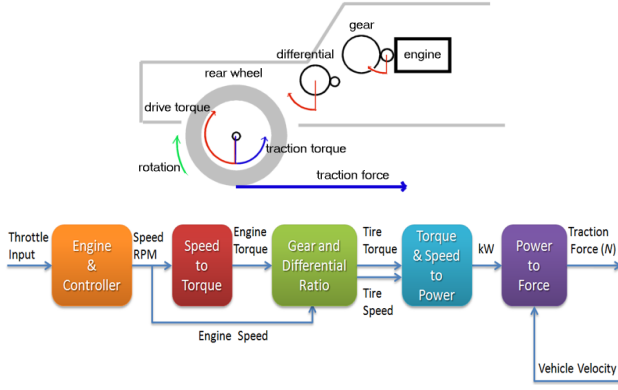 gear
engine
differential
rear wheel
drive torque
traction torque
rotation
traction force
Throttle
Input
Engine
&
Controller
Speed
RPM
Speed
to
Torque
Engine
Torque
Gear and
Differential
Ratio
Tire
Torque
Tire
Speed
Torque
& Speed
to
Power
kW
Power
to
Force
Traction
Force (N)
Engine Speed
Vehicle Velocity